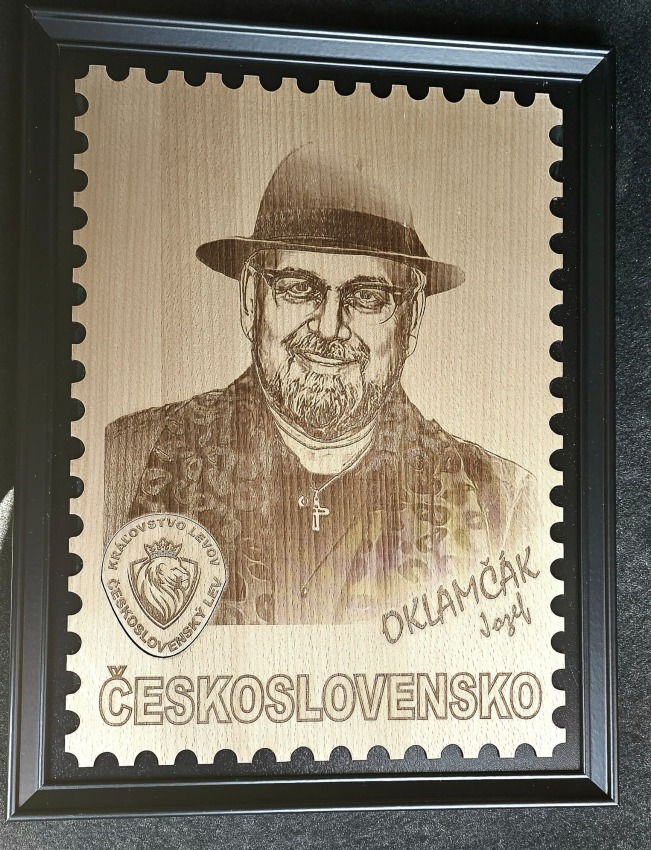 KRÁĽOVSTVO LEVOV
ČESKOSLOVENSKÝ LEV
OKLAMČÁK
Jozef
ČESKOSLOVENSKO